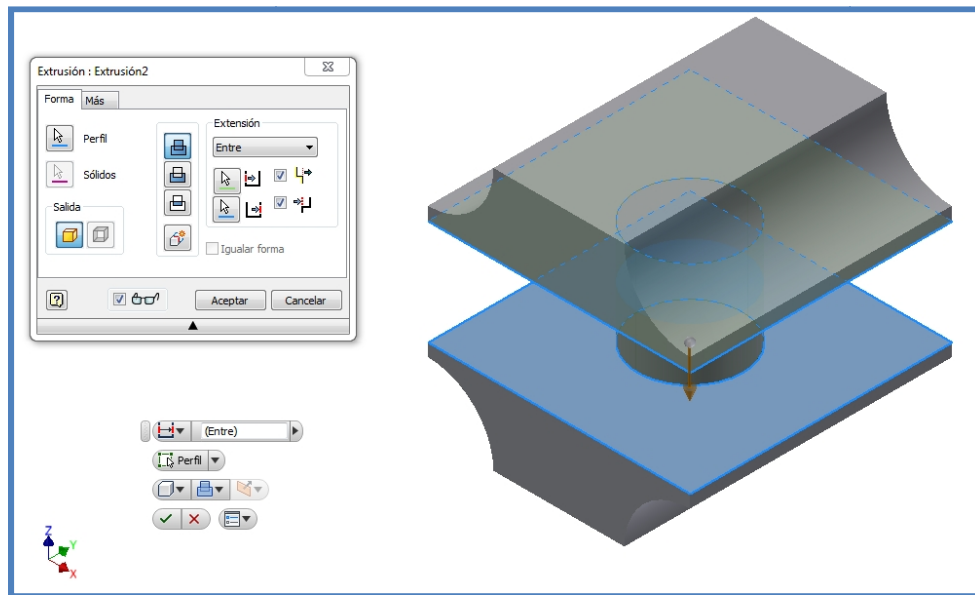 Extrusión : Extrusión2
Forma
Más
Perfil
Sólidos
Salida
Extensión
Entre
Igualar forma
Aceptar
Cancelar
(Entre)
Perfil
Z
Y
X